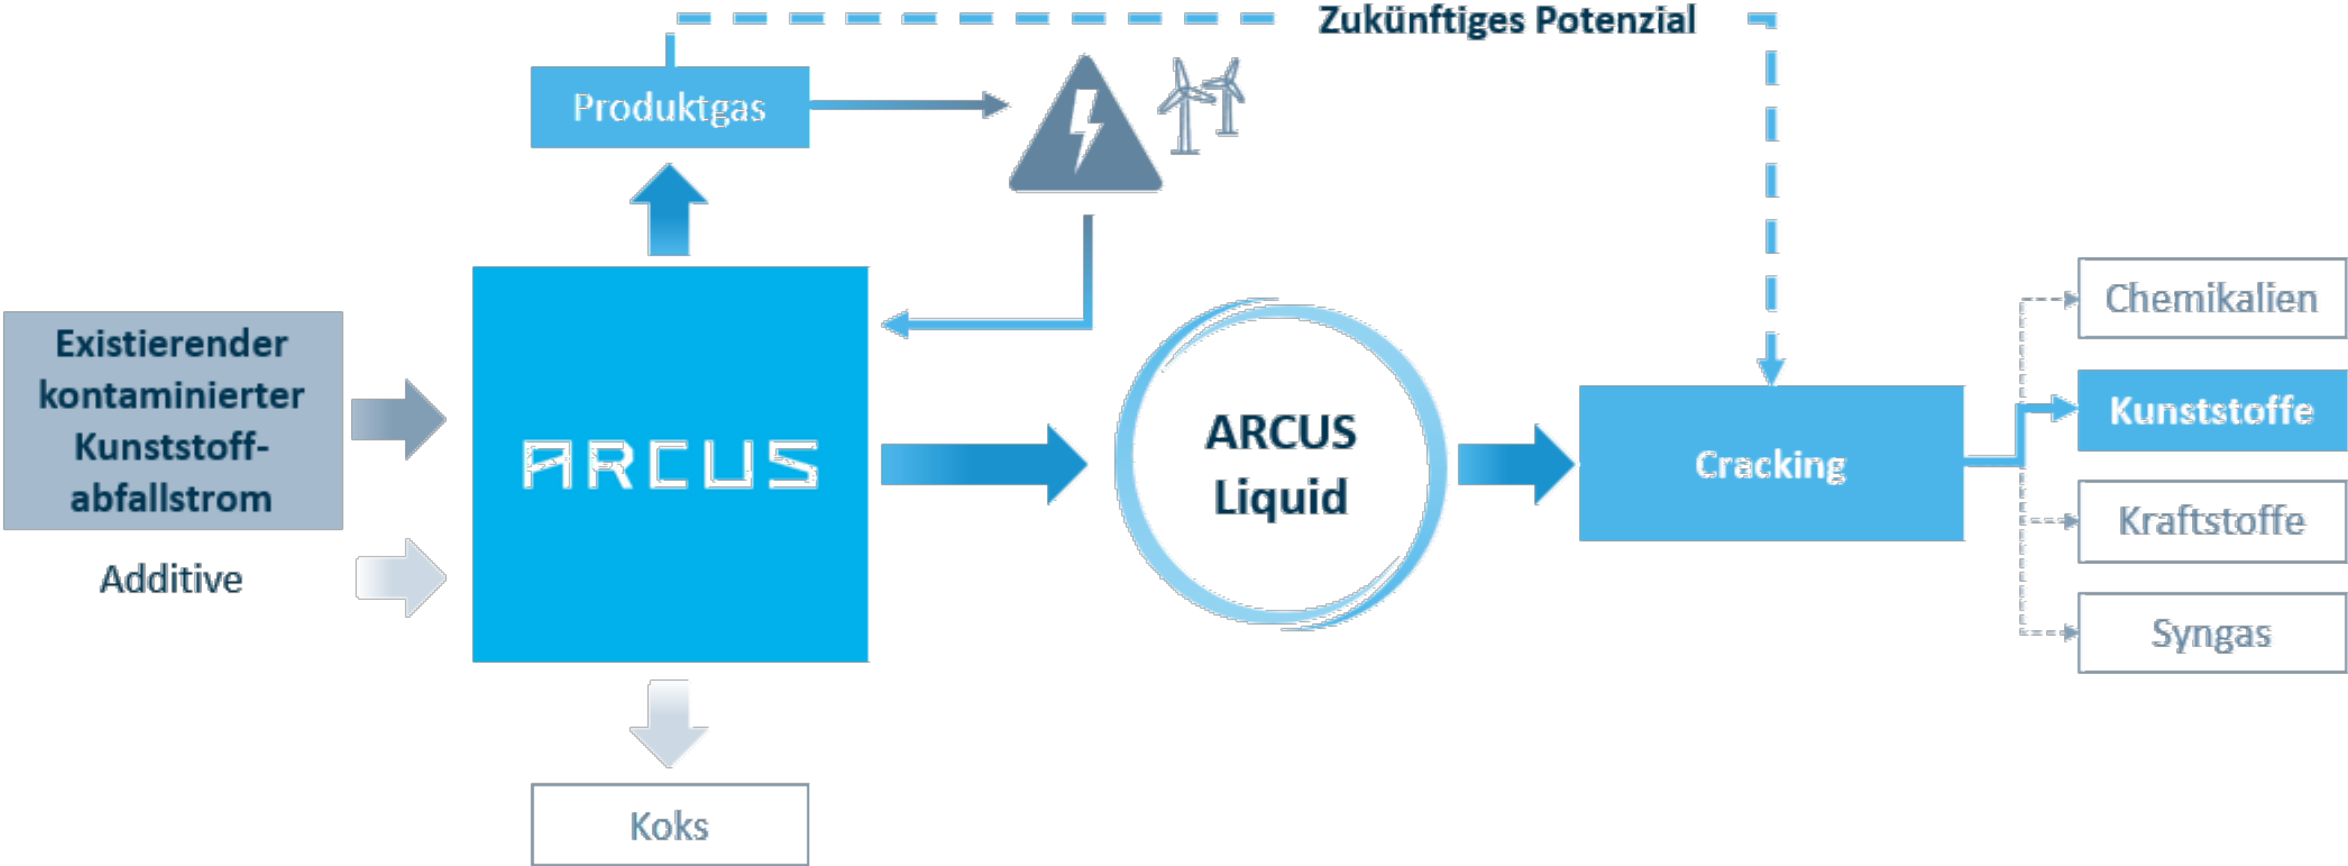 Zukünftiges Potenzial
Produktgas
Existierender
kontaminierter
Kunststoff-
abfallstrom
Additive
ARCUS
ARCUS
Liquid
Cracking
Chemikalien
Kunststoffe
Kraftstoffe
Syngas
Koks